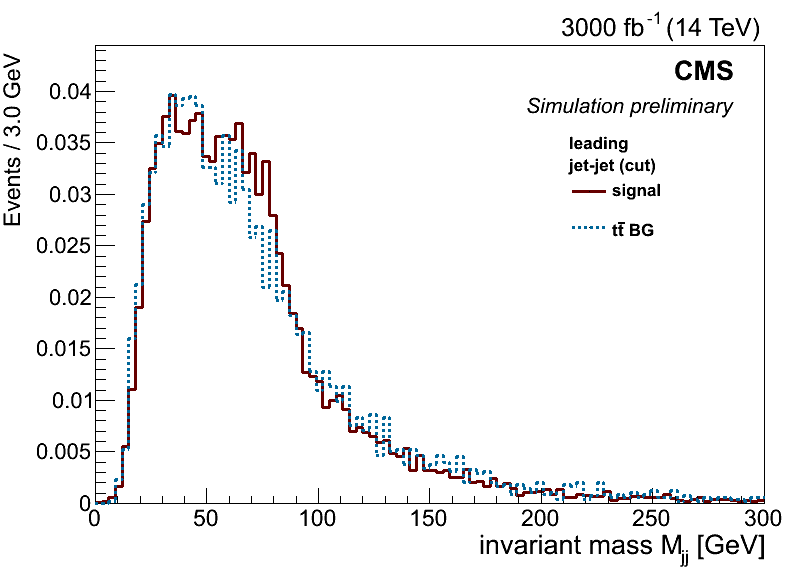 3000 fb-1 (14 TeV)
CMS
Simulation preliminary
leading
jet-jet (cut)
signal
tt̄ BG
Events / 3.0 GeV
0.04
0.035
0.03
0.025
0.02
0.015
0.01
0.005
0
0 50 100 150 200 250 300
invariant mass Mjj [GeV]